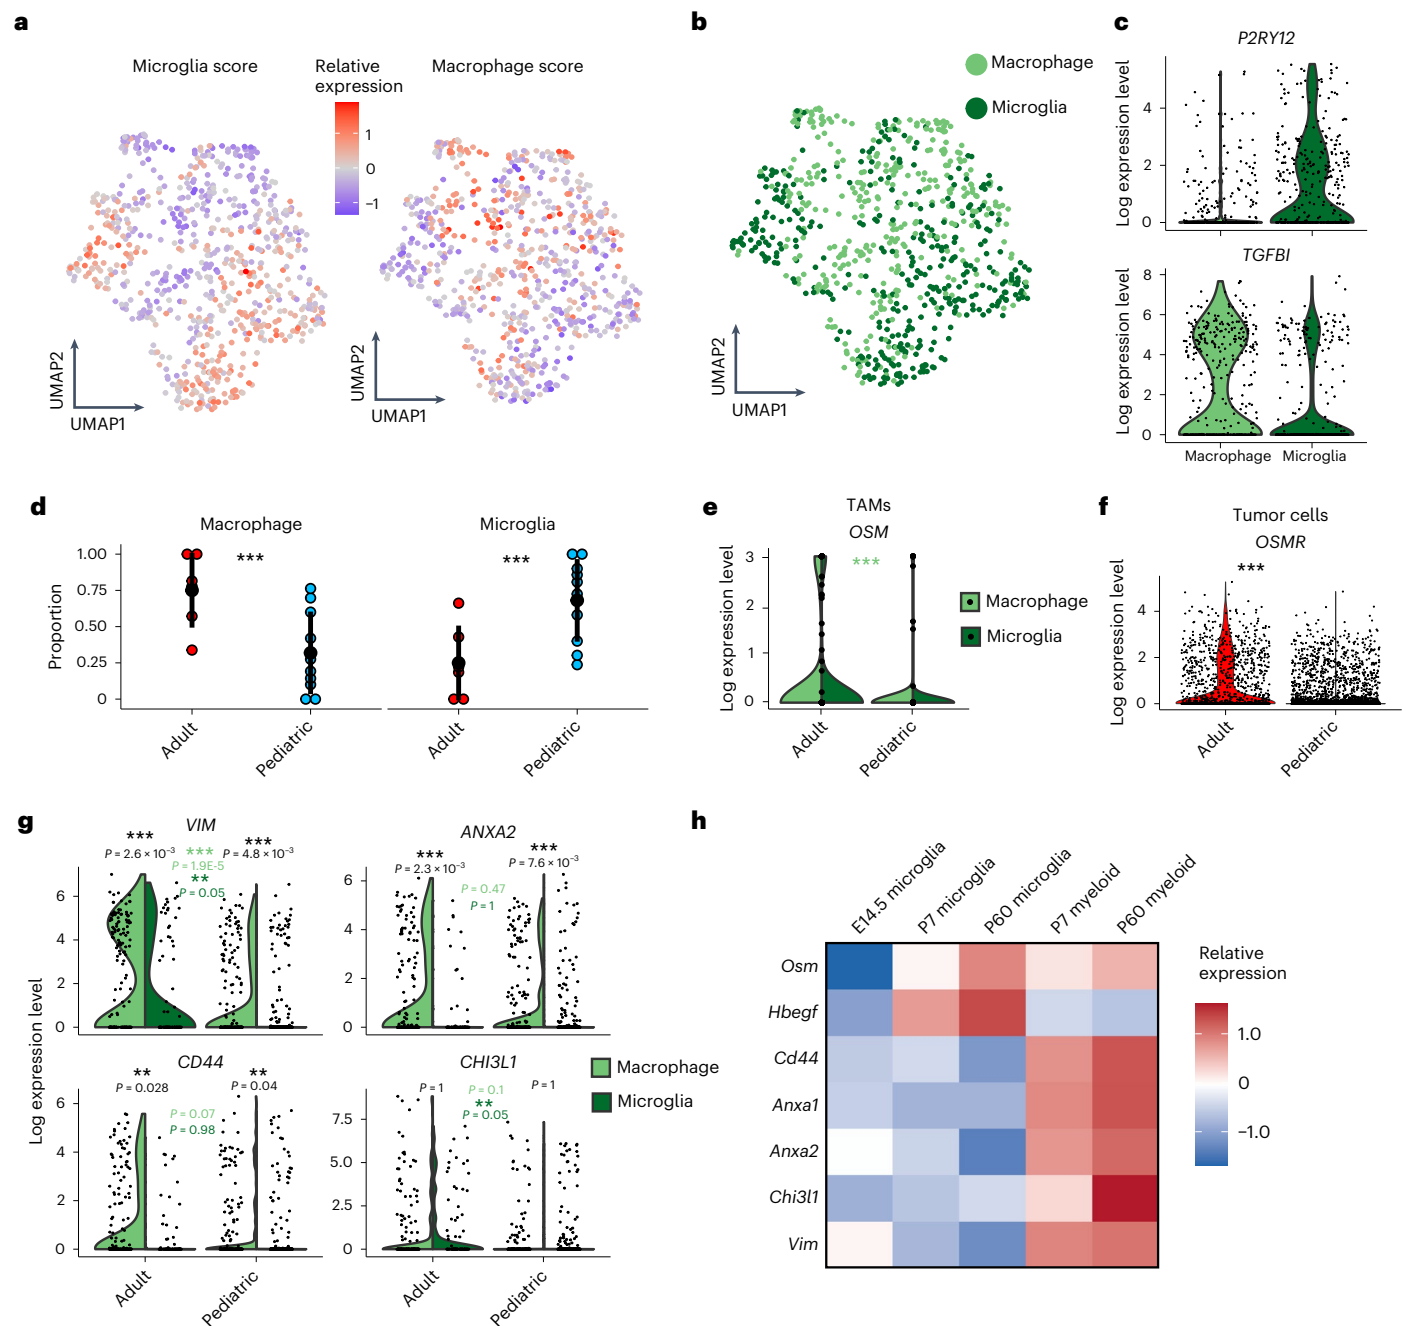 a
Microglia score
Relative
expression
1
0
−1
Macrophage score
UMAP2
UMAP1
UMAP2
UMAP1
b
Macrophage
Microglia
UMAP2
UMAP1
c
P2RY12
Log expression level
4
2
0
TGFBI
Log expression level
8
6
4
2
0
Macrophage
Microglia
d
Macrophage
Microglia
Proportion
1.00
0.75
0.50
0.25
0
***
***
Adult
Pediatric
Adult
Pediatric
e
TAMs
OSM
Log expression level
3
2
1
0
***
Adult
Pediatric
Macrophage
Microglia
f
Tumor cells
OSMR
***
Log expression level
4
2
0
Adult
Pediatric
g
Log expression level
VIM
***
P = 2.6 × 10−3
***
P = 1.9E-5
**
P = 0.05
***
P = 4.8 × 10−3
6
4
2
0
ANXA2
***
P = 2.3 × 10−3
P = 0.47
P = 1
***
P = 7.6 × 10−3
6
4
2
0
CD44
**
P = 0.028
P = 0.07
P = 0.98
**
P = 0.04
6
4
2
0
Adult
Pediatric
CHI3L1
P = 1
P = 0.1
**
P = 0.05
P = 1
7.5
5.0
2.5
0
Adult
Pediatric
Macrophage
Microglia
h
E14.5 microglia
P7 microglia
P60 microglia
P7 myeloid
P60 myeloid
Osm
Hbegf
Cd44
Anxa1
Anxa2
Chi3l1
Vim
Relative
expression
1.0
0
−1.0